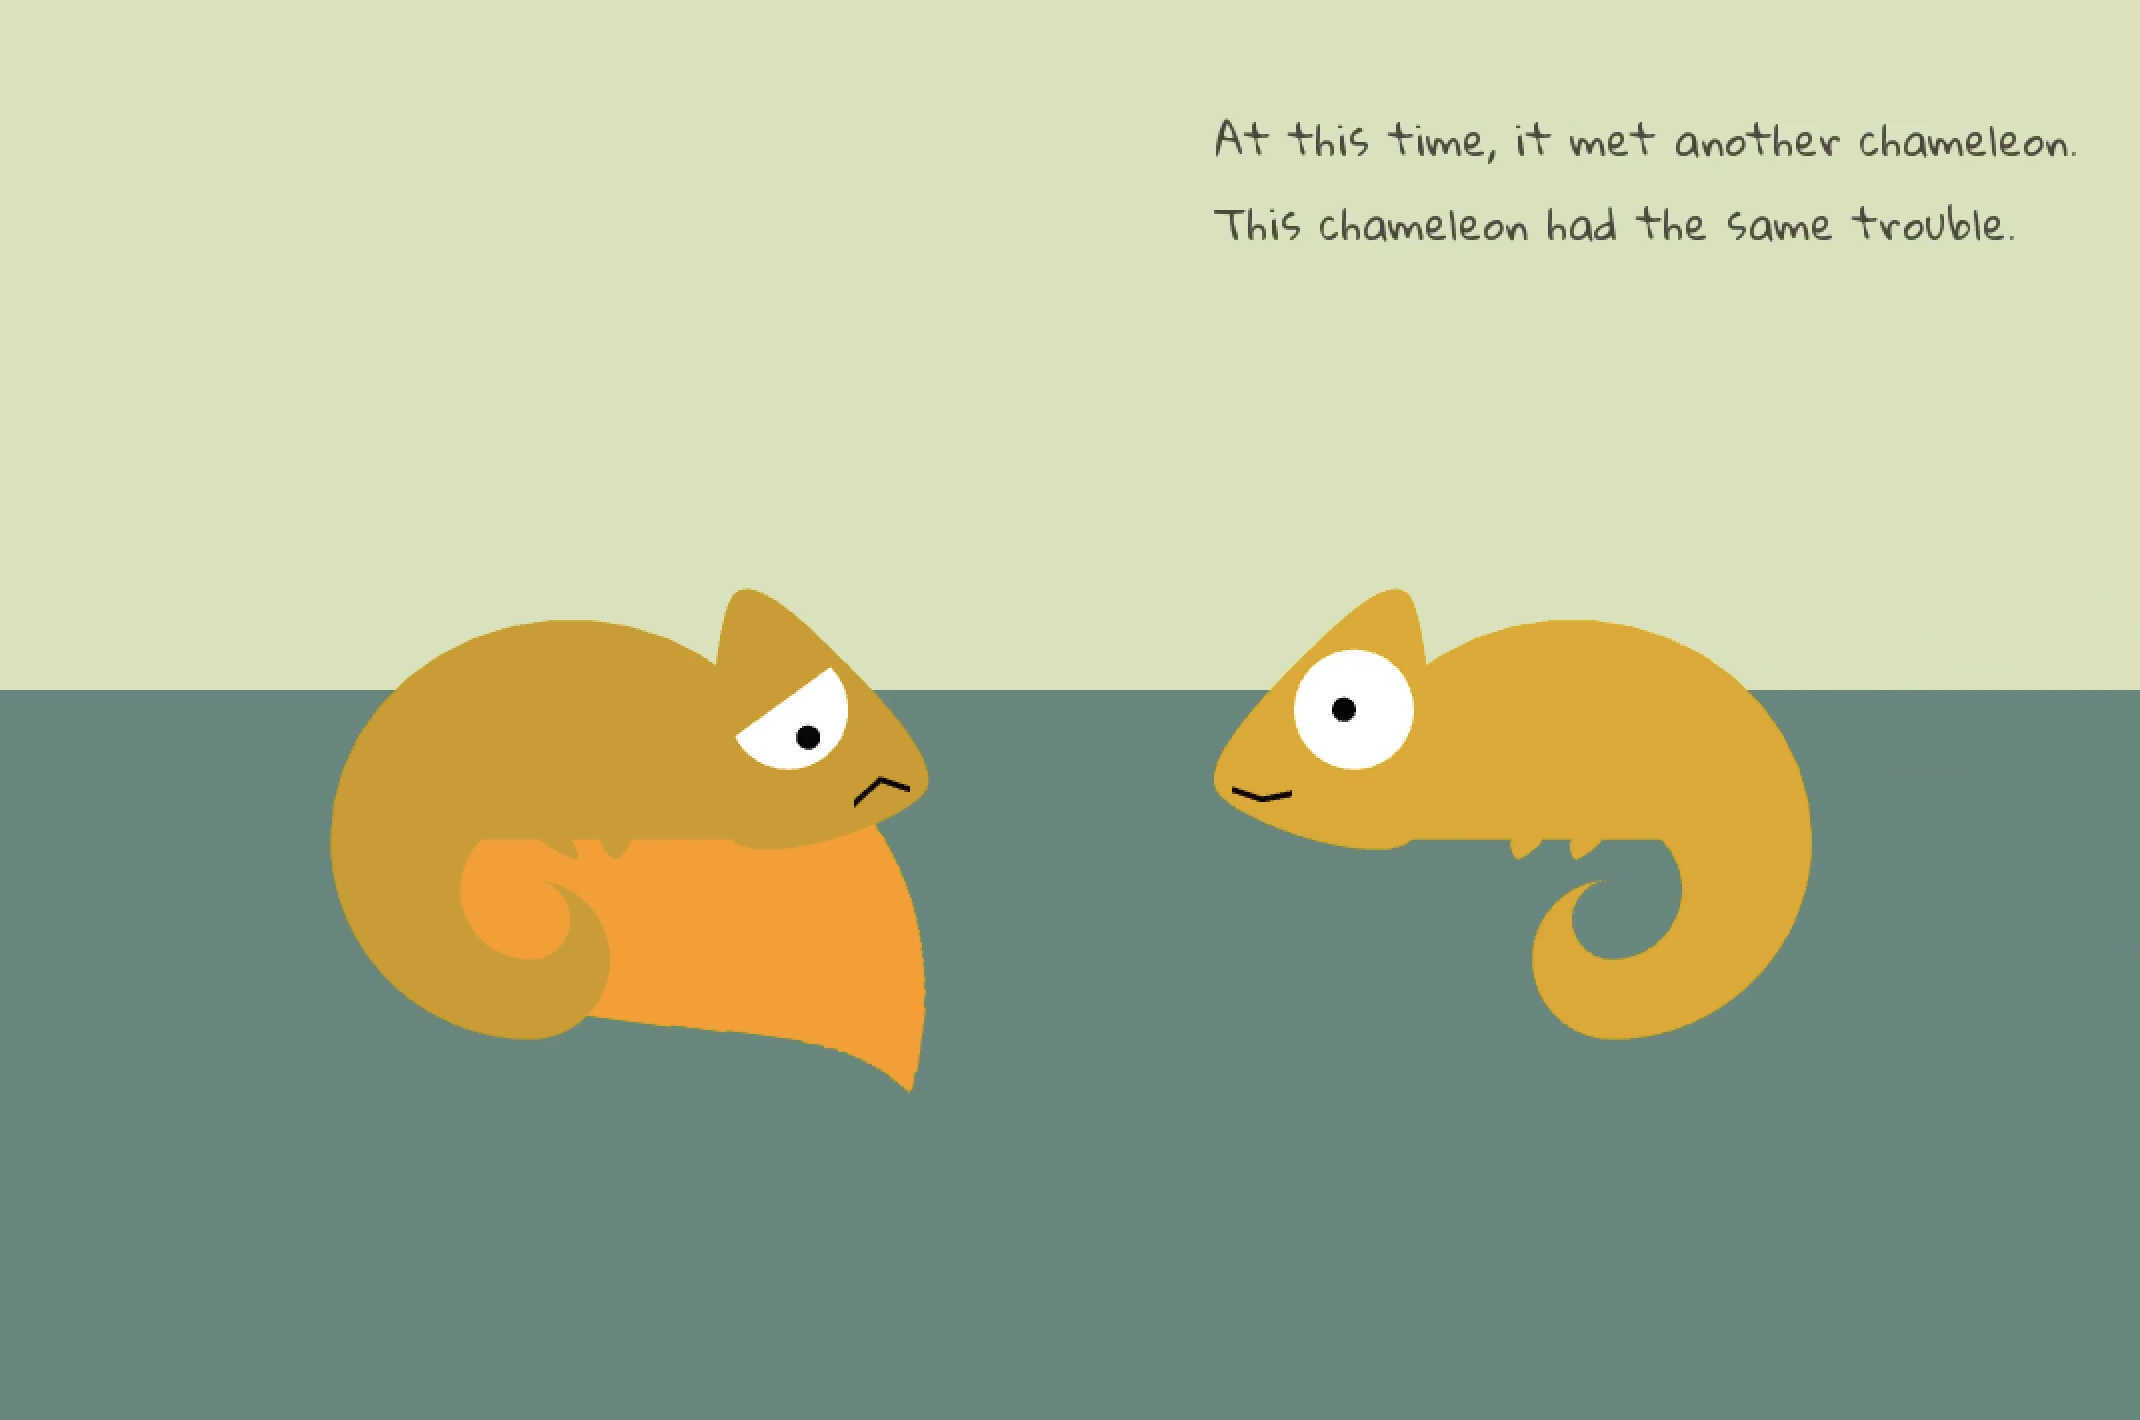 At this time, it met another chameleon.
This chameleon had the same trouble.